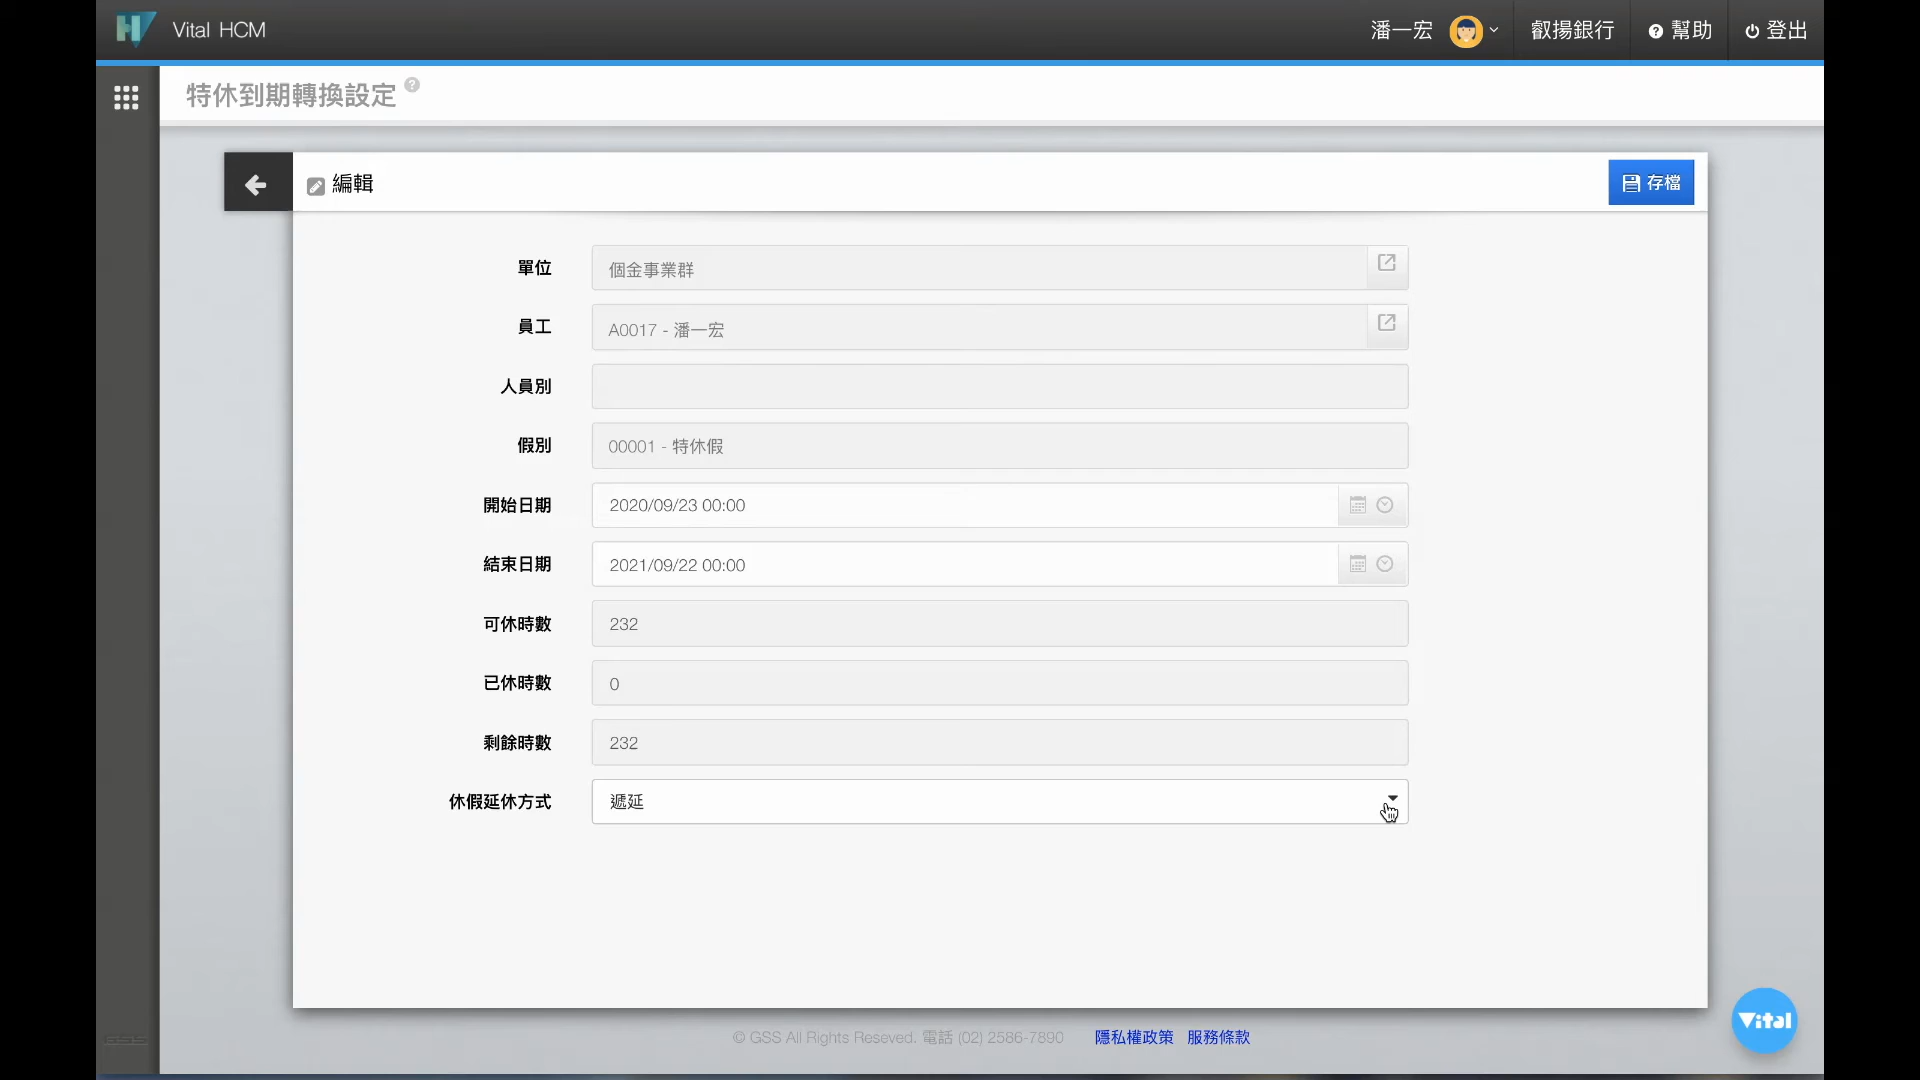 Vital HCM
潘一宏
叡揚銀行
幫助
登出
特休到期轉換設定
編輯
存檔
單位
個金事業群
員工
A0017 - 潘一宏
人員別
假別
00001 - 特休假
開始日期
2020/09/23 00:00
結束日期
2021/09/22 00:00
可休時數
232
已休時數
0
剩餘時數
232
休假延休方式
遞延
© GSS All Rights Reseved. 電話 (02) 2586-7890 隱私權政策 服務條款
Vital
GSS